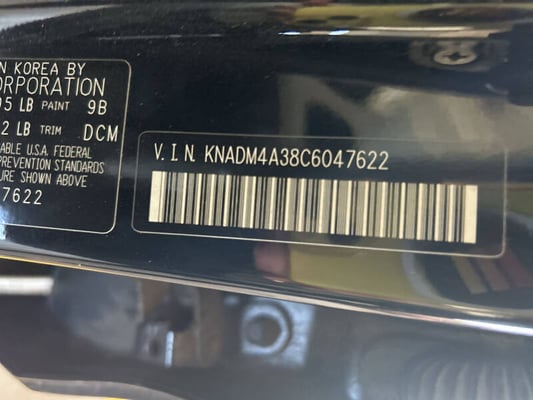 N KOREA BY
ORPORATION
95 LB PAINT 9B
2 LB TRIM DCM
ABLE U.S.A. FEDERAL
PREVENTION STANDARDS
URE SHOWN ABOVE
7622
V.I.N. KNADM4A38C6047622